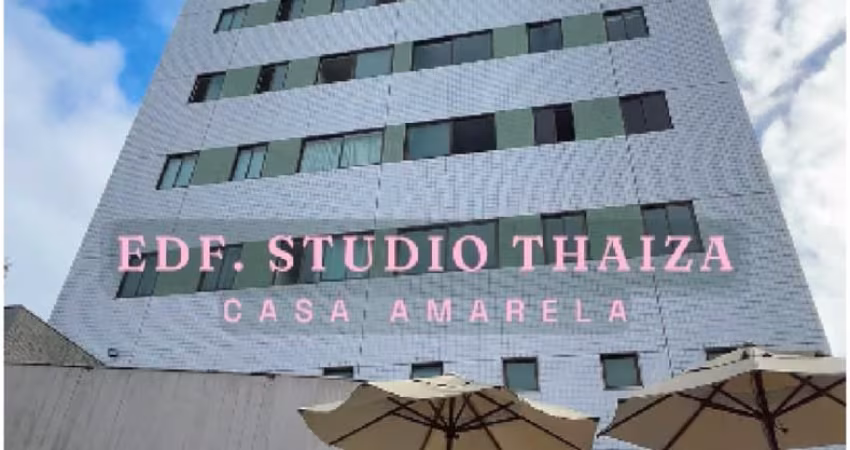 EDF. STUDIO THAIZA
CASA AMARELA